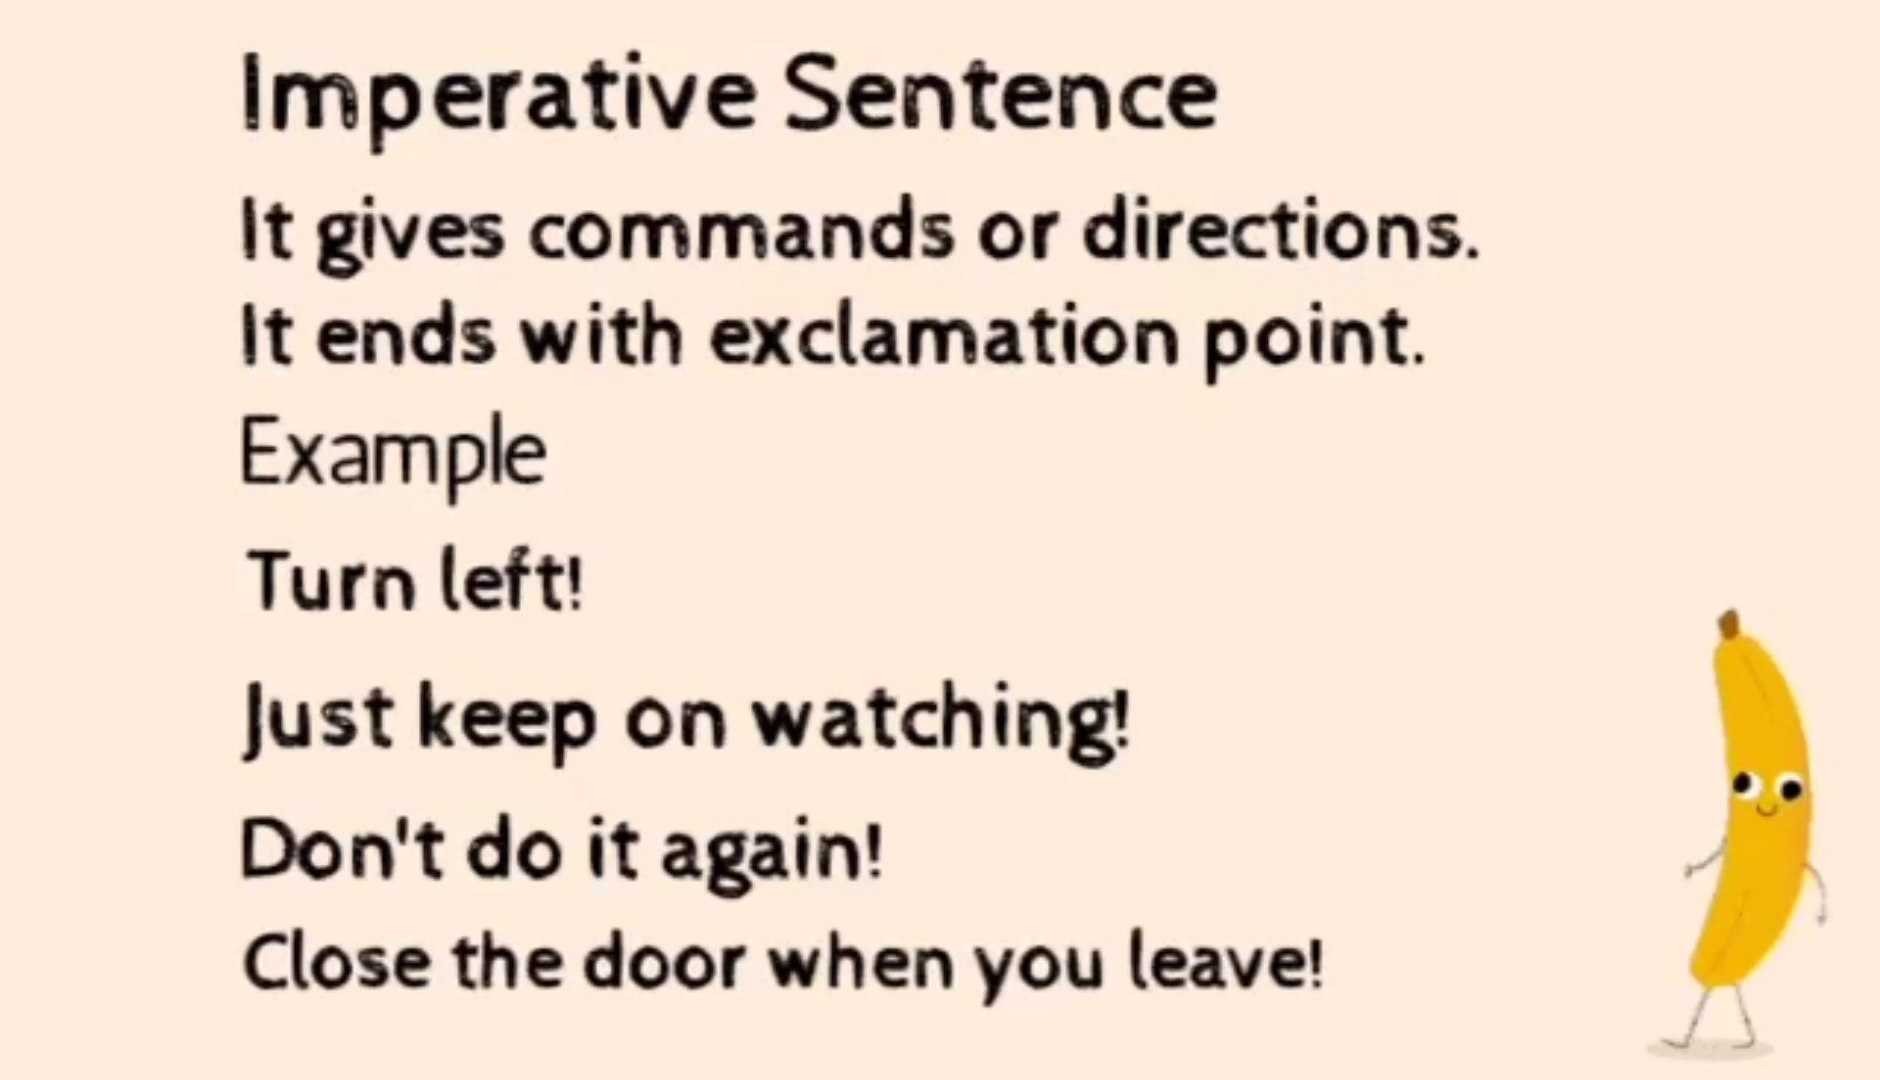 Imperative Sentence
It gives commands or directions.
It ends with exclamation point.
Example
Turn left!
Just keep on watching!
Don't do it again!
Close the door when you leave!